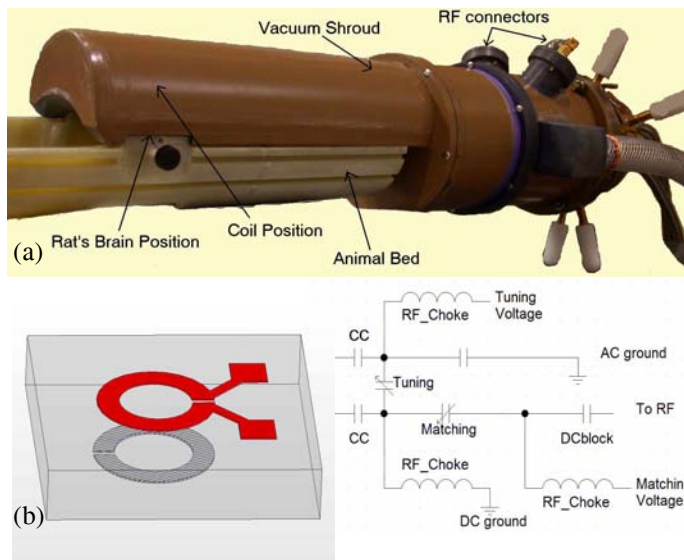 RF connectors
Vacuum Shroud
Rat's Brain Position
Coil Position
Animal Bed
(a)
Tuning
Voltage
RF_Choke
CC
AC ground
Tuning
CC
Matching
DCblock
To RF
RF_Choke
RF_Choke
Matchin
Voltage
DC ground
(b)